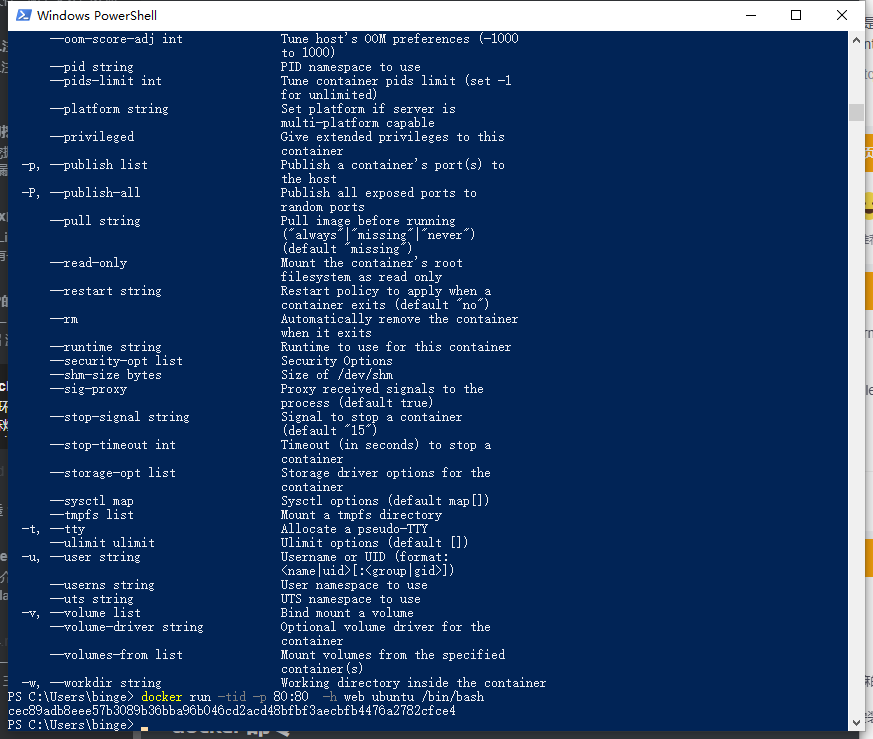 Windows PowerShell
--oom-score-adj int Tune host's OOM preferences (-1000
to 1000)
--pid string PID namespace to use
--pids-limit int Tune container pids limit (set -1
for unlimited)
--platform string Set platform if server is
multi-platform capable
--privileged Give extended privileges to this
container
-p, --publish list Publish a container's port(s) to
the host
-P, --publish-all Publish all exposed ports to
random ports
--pull string Pull image before running
("always"|"missing"|"never")
(default "missing")
--read-only Mount the container's root
filesystem as read only
--restart string Restart policy to apply when a
container exits (default "no")
--rm Automatically remove the container
when it exits
--runtime string Runtime to use for this container
--security-opt list Security Options
--shm-size bytes Size of /dev/shm
--sig-proxy Proxy received signals to the
process (default true)
--stop-signal string Signal to stop a container
(default "15")
--stop-timeout int Timeout (in seconds) to stop a
container
--storage-opt list Storage driver options for the
container
--sysctl map Sysctl options (default map[])
--tmpfs list Mount a tmpfs directory
-t, --tty Allocate a pseudo-TTY
--ulimit ulimit Ulimit options (default [])
-u, --user string Username or UID (format:
<name|uid>[:<group|gid>])
--userns string User namespace to use
--uts string UTS namespace to use
-v, --volume list Bind mount a volume
--volume-driver string Optional volume driver for the
container
--volumes-from list Mount volumes from the specified
container(s)
-w, --workdir string Working directory inside the container
PS C:\Users\binge> docker run -tid -p 80:80 -h web ubuntu /bin/bash
cec89adb8eee57b3089b36bba96b046cd2acd48bfbf3aecbfb4476a2782cfce4
PS C:\Users\binge>